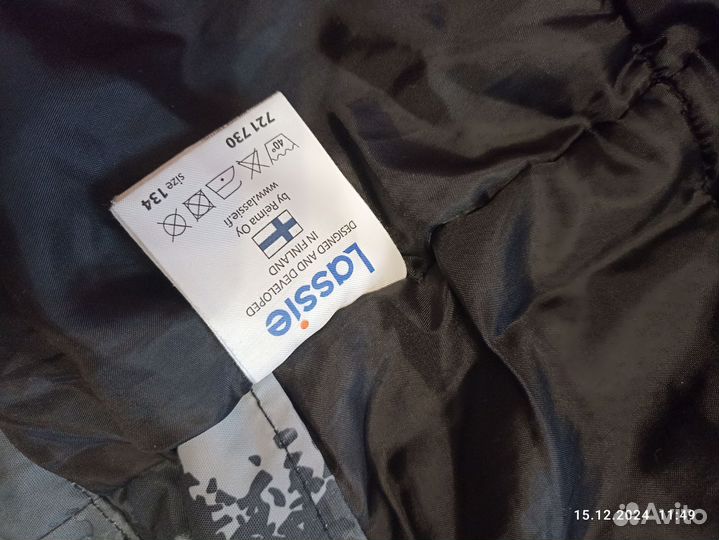 Lassie
DESIGNED AND DEVELOPED
IN FINLAND
by Reima Oy
www.lassie.fi
40°
size 134
721730
15.12.2024 11:49
Avito